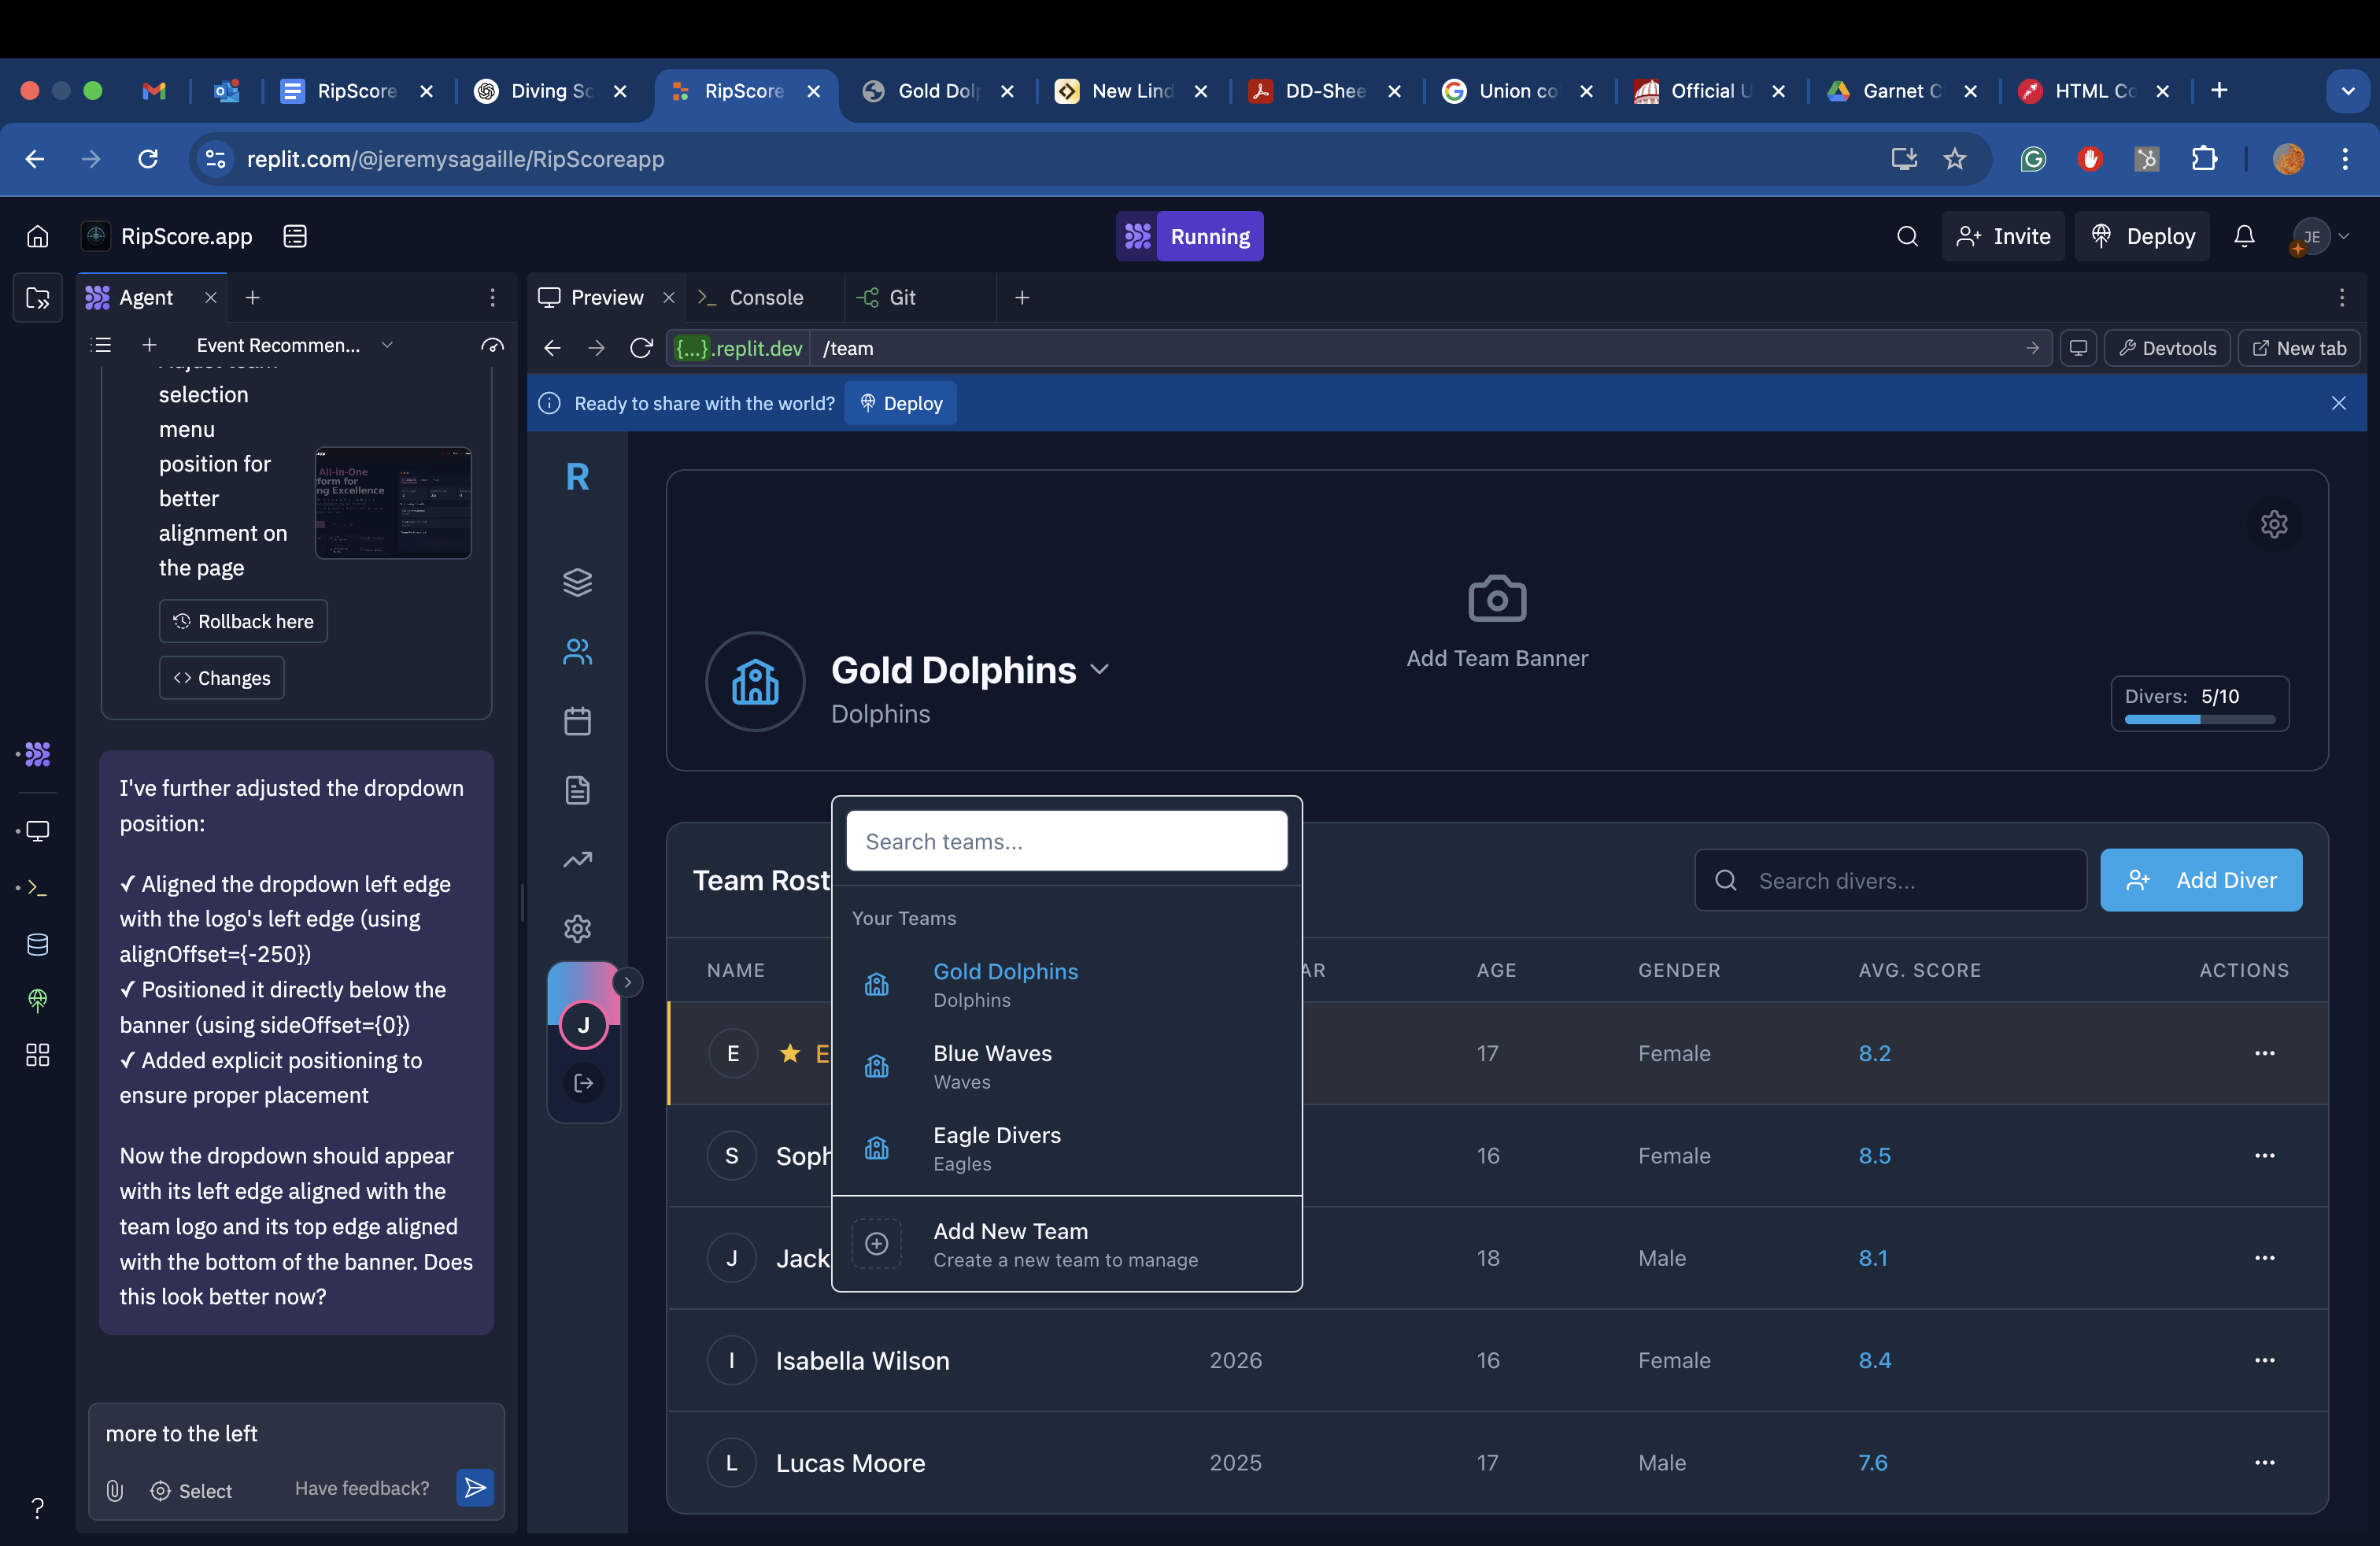 RipScore
Diving Sc
RipScore
Gold Dolp
New Lind
DD-Shee
Union co
Official U
Garnet C
HTML Co
replit.com/@jeremysagaille/RipScoreapp
RipScore.app
Running
Invite
Deploy
JE
Agent
Preview
Console
Git
Event Recommen...
{...}.replit.dev
/team
Devtools
New tab
Ready to share with the world?
Deploy
selection
menu
position for
better
alignment on
the page
All-in-One
form for
ng Excellence
Rollback here
Changes
I've further adjusted the dropdown
position:
✓ Aligned the dropdown left edge
with the logo's left edge (using
alignOffset={-250})
✓ Positioned it directly below the
banner (using sideOffset={0})
✓ Added explicit positioning to
ensure proper placement
Now the dropdown should appear
with its left edge aligned with the
team logo and its top edge aligned
with the bottom of the banner. Does
this look better now?
more to the left
Select
Have feedback?
?
R
J
Add Team Banner
Gold Dolphins
Dolphins
Divers: 5/10
Team Rost
Search divers...
Add Diver
NAME
AR
AGE
GENDER
AVG. SCORE
ACTIONS
E
E
17
Female
8.2
S
Soph
16
Female
8.5
J
Jack
18
Male
8.1
I
Isabella Wilson
2026
16
Female
8.4
L
Lucas Moore
2025
17
Male
7.6
Search teams...
Your Teams
Gold Dolphins
Dolphins
Blue Waves
Waves
Eagle Divers
Eagles
Add New Team
Create a new team to manage